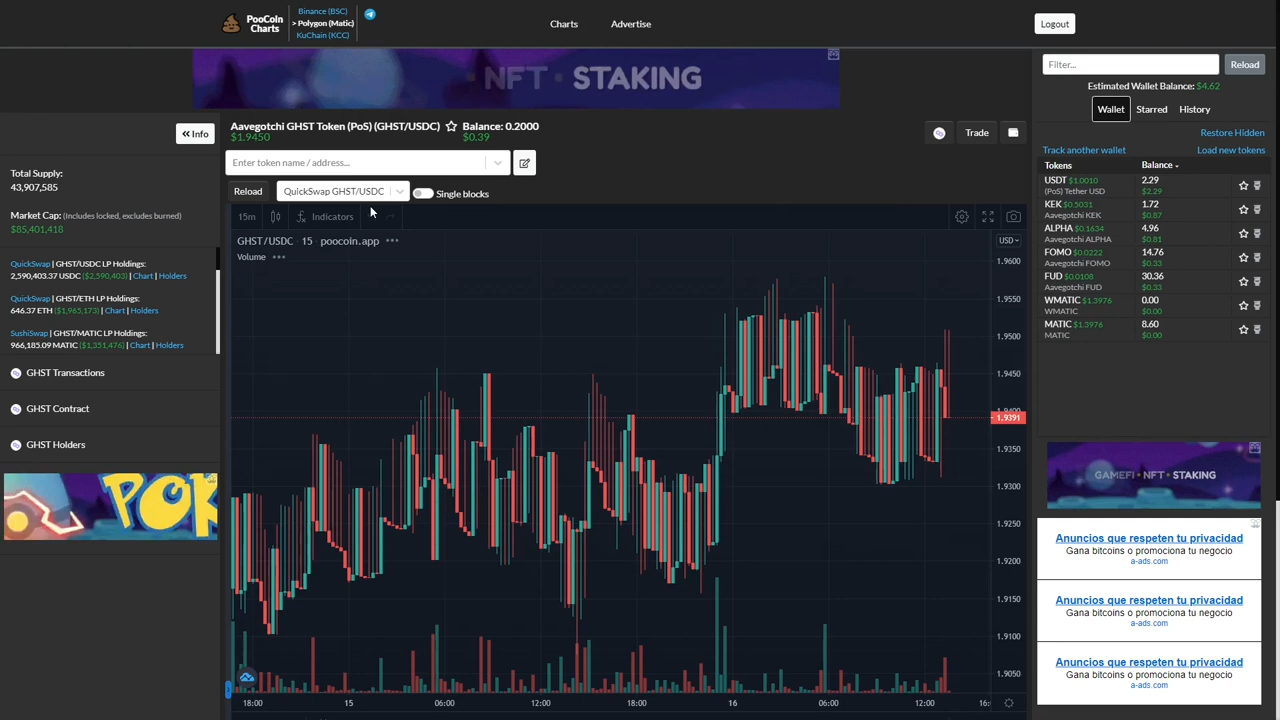 PooCoin
Charts
Binance (BSC)
> Polygon (Matic)
KuChain (KCC)
Charts
Advertise
Logout
NFT • STAKING
Info
Aavegotchi GHST Token (PoS) (GHST/USDC)
$1.9450
Balance: 0.2000
$0.39
Trade
Enter token name / address...
Reload
QuickSwap GHST/USDC
Single blocks
15m
Indicators
GHST/USDC · 15 · poocoin.app
Volume
USD
1.9600
1.9550
1.9500
1.9450
1.9400
1.9391
1.9350
1.9300
1.9250
1.9200
1.9150
1.9100
1.9050
18:00
15
06:00
12:00
18:00
16
06:00
12:00
16:
Total Supply:
43,907,585
Market Cap: (Includes locked, excludes burned)
$85,401,418
QuickSwap | GHST/USDC LP Holdings:
2,590,403.37 USDC ($2,590,403) | Chart | Holders
QuickSwap | GHST/ETH LP Holdings:
646.37 ETH ($1,965,173) | Chart | Holders
SushiSwap | GHST/MATIC LP Holdings:
966,185.09 MATIC ($1,351,476) | Chart | Holders
GHST Transactions
GHST Contract
GHST Holders
POK
Filter...
Reload
Estimated Wallet Balance: $4.62
Wallet
Starred
History
Restore Hidden
Track another wallet
Load new tokens
Tokens
Balance
USDT $1.0010
(PoS) Tether USD
2.29
$2.29
KEK $0.5031
Aavegotchi KEK
1.72
$0.87
ALPHA $0.1634
Aavegotchi ALPHA
4.96
$0.81
FOMO $0.0222
Aavegotchi FOMO
14.76
$0.33
FUD $0.0108
Aavegotchi FUD
30.36
$0.33
WMATIC $1.3976
WMATIC
0.00
$0.00
MATIC $1.3976
MATIC
8.60
$0.00
GAMEFI • NFT • STAKING
Anuncios que respeten tu privacidad
Gana bitcoins o promociona tu negocio
a-ads.com
Anuncios que respeten tu privacidad
Gana bitcoins o promociona tu negocio
a-ads.com
Anuncios que respeten tu privacidad
Gana bitcoins o promociona tu negocio
a-ads.com